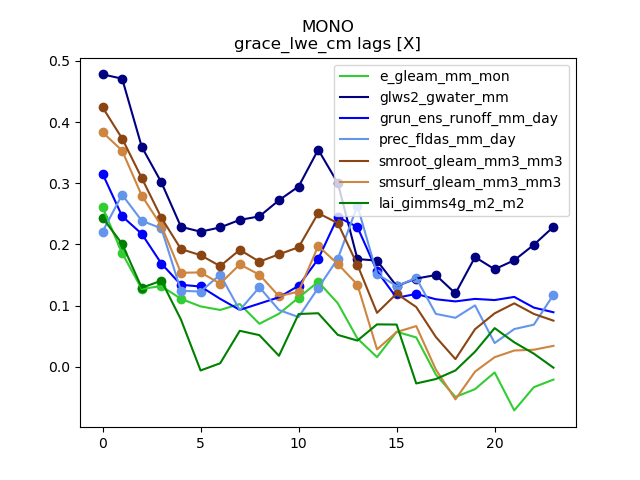 MONO
grace_lwe_cm lags [X]
0.5
0.4
0.3
0.2
0.1
0.0
0
5
10
15
20
e_gleam_mm_mon
glws2_gwater_mm
grun_ens_runoff_mm_day
prec_fldas_mm_day
smroot_gleam_mm3_mm3
smsurf_gleam_mm3_mm3
lai_gimms4g_m2_m2